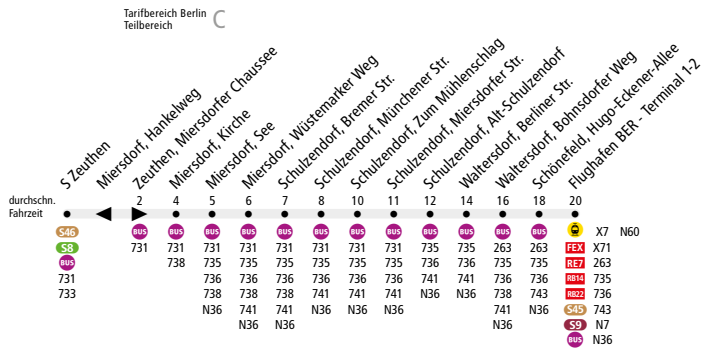 Tarifbereich Berlin
Teilbereich C
S Zeuthen
Miersdorf, Hankelweg
Zeuthen, Miersdorfer Chaussee
Miersdorf, Kirche
Miersdorf, See
Miersdorf, Wüstemarker Weg
Schulzendorf, Bremer Str.
Schulzendorf, Münchener Str.
Schulzendorf, Zum Mühlenschlag
Schulzendorf, Miersdorfer Str.
Schulzendorf, Alt-Schulzendorf
Waltersdorf, Berliner Str.
Waltersdorf, Bohnsdorfer Weg
Schönefeld, Hugo-Eckener-Allee
Flughafen BER - Terminal 1-2
durchschn. 2 4 5 6 7 8 10 11 12 14 16 18 20
Fahrzeit
S46 BUS BUS BUS BUS BUS BUS BUS BUS BUS BUS BUS BUS X7 N60
S8 731 731 731 731 731 731 731 731 735 735 263 263 FEX X71
BUS 738 735 735 735 735 735 735 736 736 735 735 RE7 263
731 736 736 736 736 736 736 741 741 736 736 RB14 735
733 738 738 738 741 741 741 N36 N36 738 743 RB22 736
N36 741 741 N36 N36 N36 741 N36 S45 743
N36 N36 N36 S9 N7
BUS N36